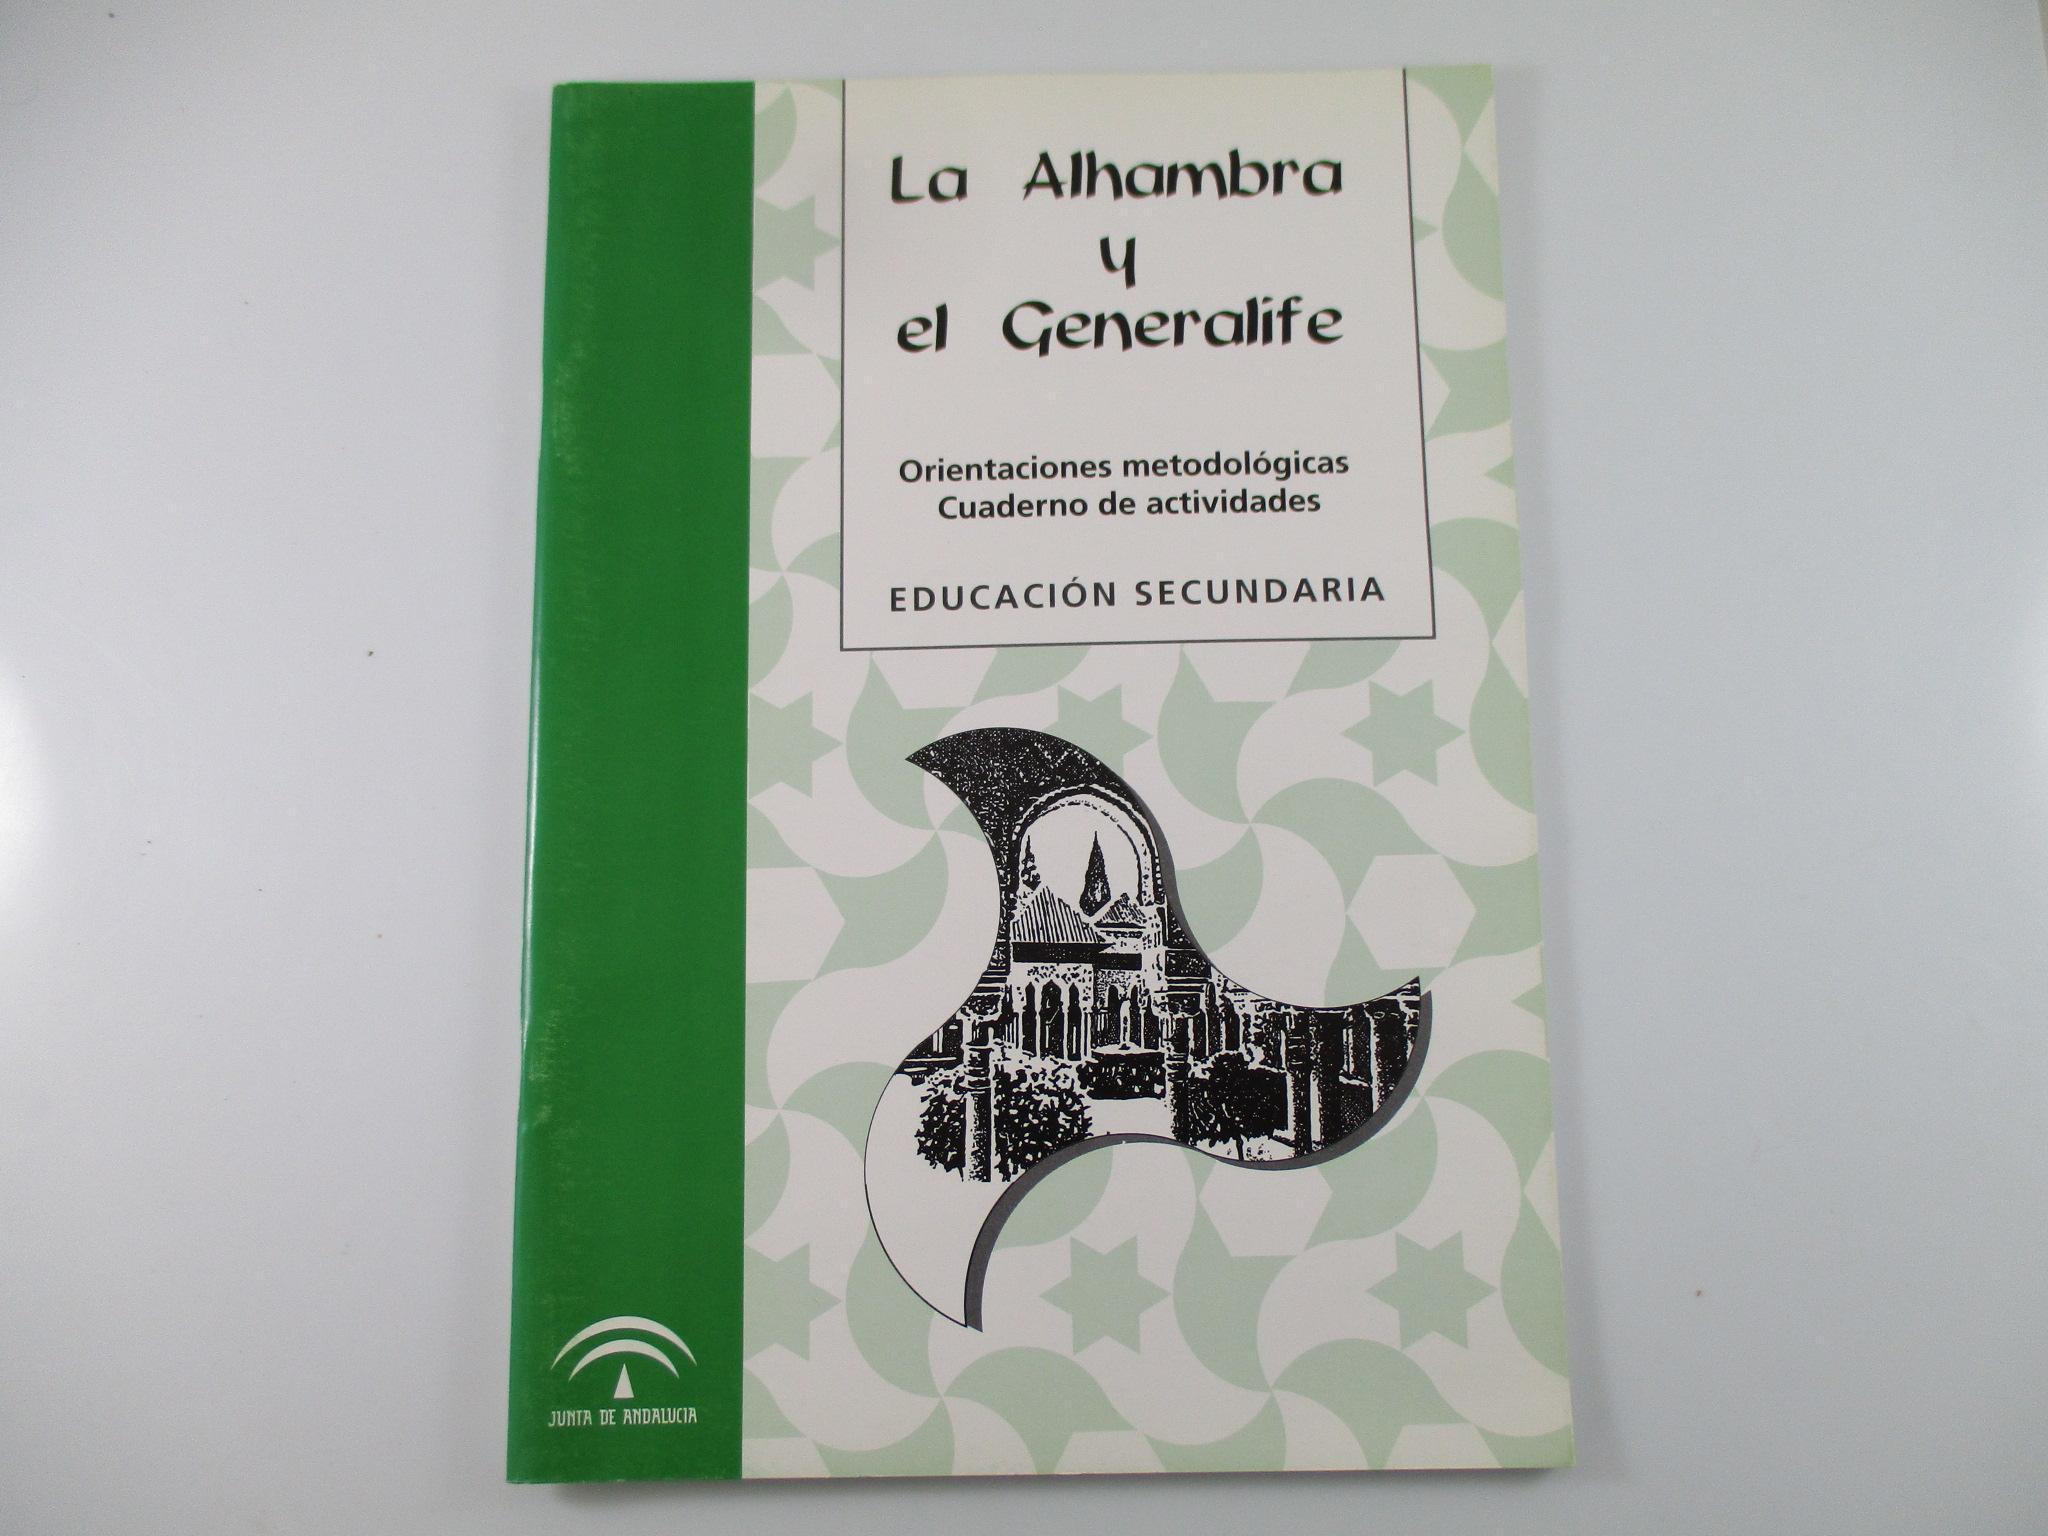 La Alhambra
y
el Generalife
Orientaciones metodológicas
Cuaderno de actividades
EDUCACIÓN SECUNDARIA
JUNTA DE ANDALUCIA